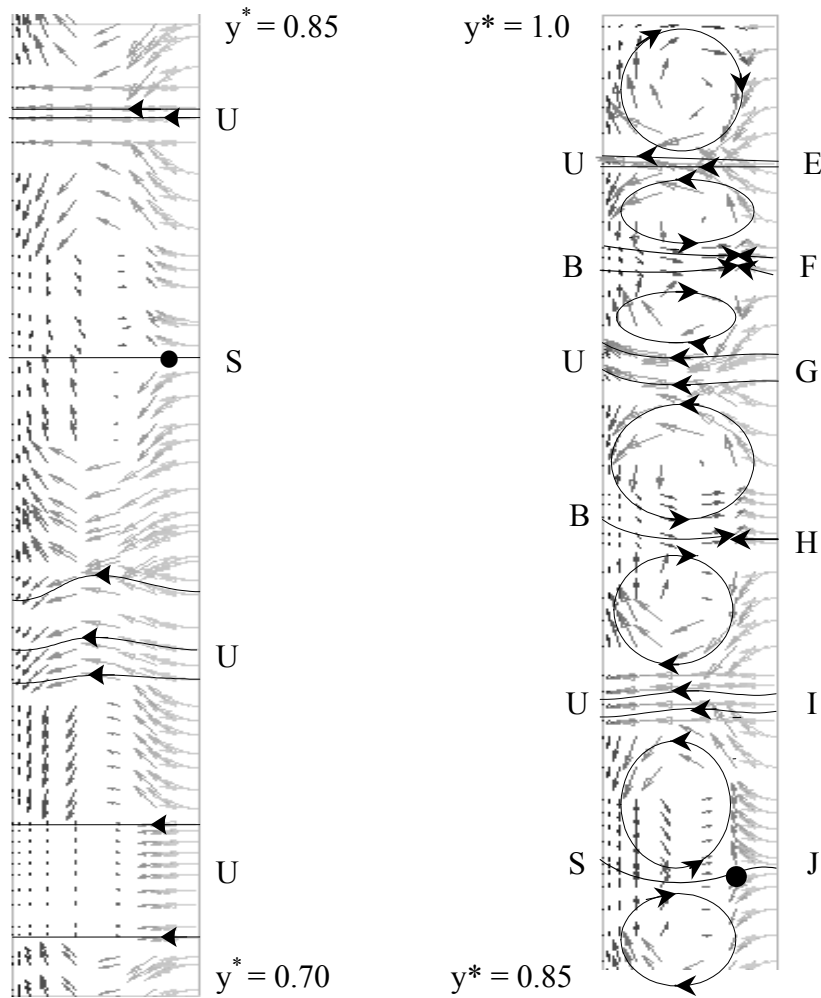 y* = 0.85
y* = 1.0
U
U
E
B
F
S
U
G
B
H
U
U
I
U
S
J
y* = 0.70
y* = 0.85